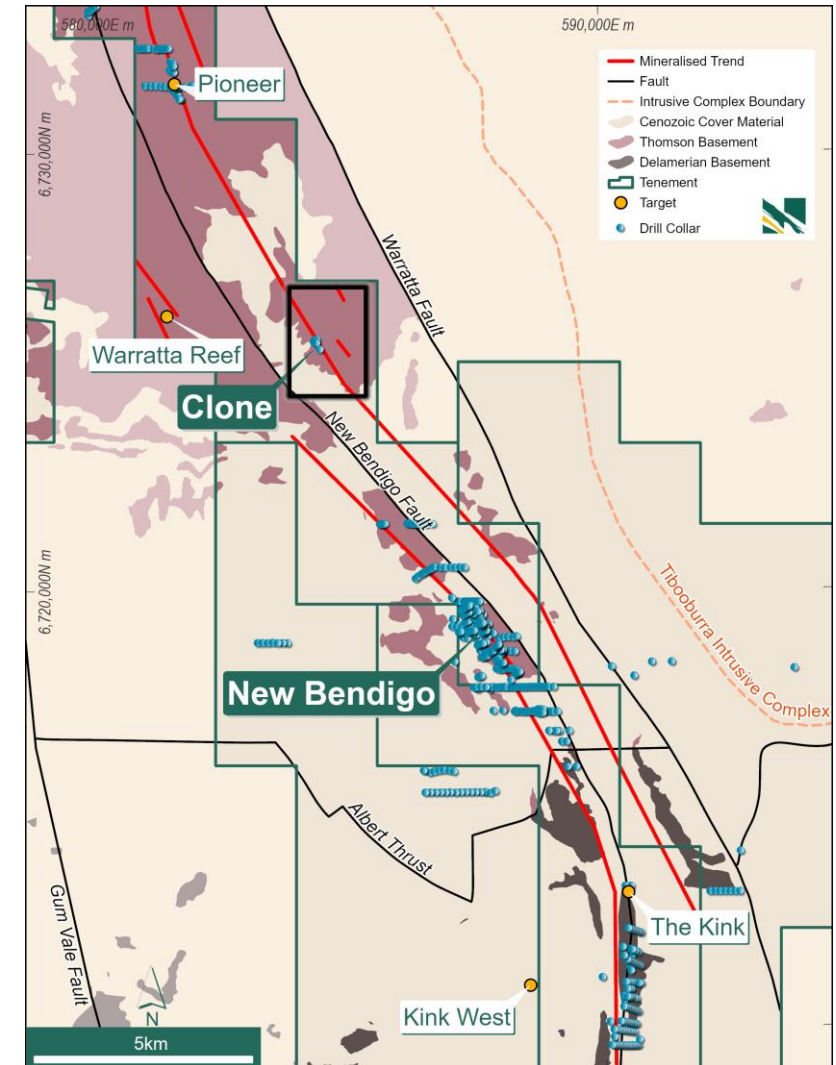 580,000E m
590,000E m
Mineralised Trend
Fault
Intrusive Complex Boundary
Cenozoic Cover Material
Thomson Basement
Delamerian Basement
Tenement
Target
Drill Collar
Pioneer
6,730,000N m
Warratta Fault
Warratta Reef
Clone
New Bendigo Fault
6,720,000N m
Tibooburra Intrusive Complex
New Bendigo
Albert Thrust
Gum Vale Fault
The Kink
Kink West
N
5km